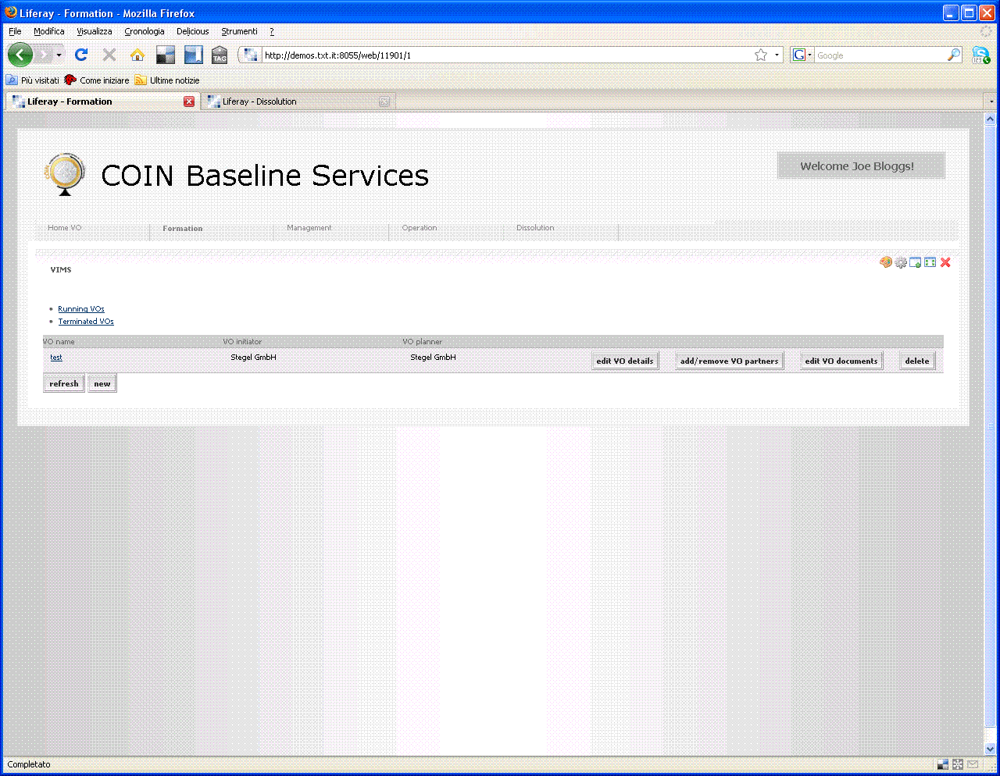 Liferay - Formation - Mozilla Firefox
File Modifica Visualizza Cronologia Delicious Strumenti ?
TAG http://demos.txt.it:8055/web/11901/1 G Google 123
Più visitati Come iniziare Ultime notizie
Liferay - Formation Liferay - Dissolution
COIN COIN Baseline Services Welcome Joe Bloggs!
Home VO Formation Management Operation Dissolution
VIMS
Running VOs
Terminated VOs
VO name VO initiator VO planner
test Stegel GmbH Stegel GmbH edit VO details add/remove VO partners edit VO documents delete
refresh new
Completato